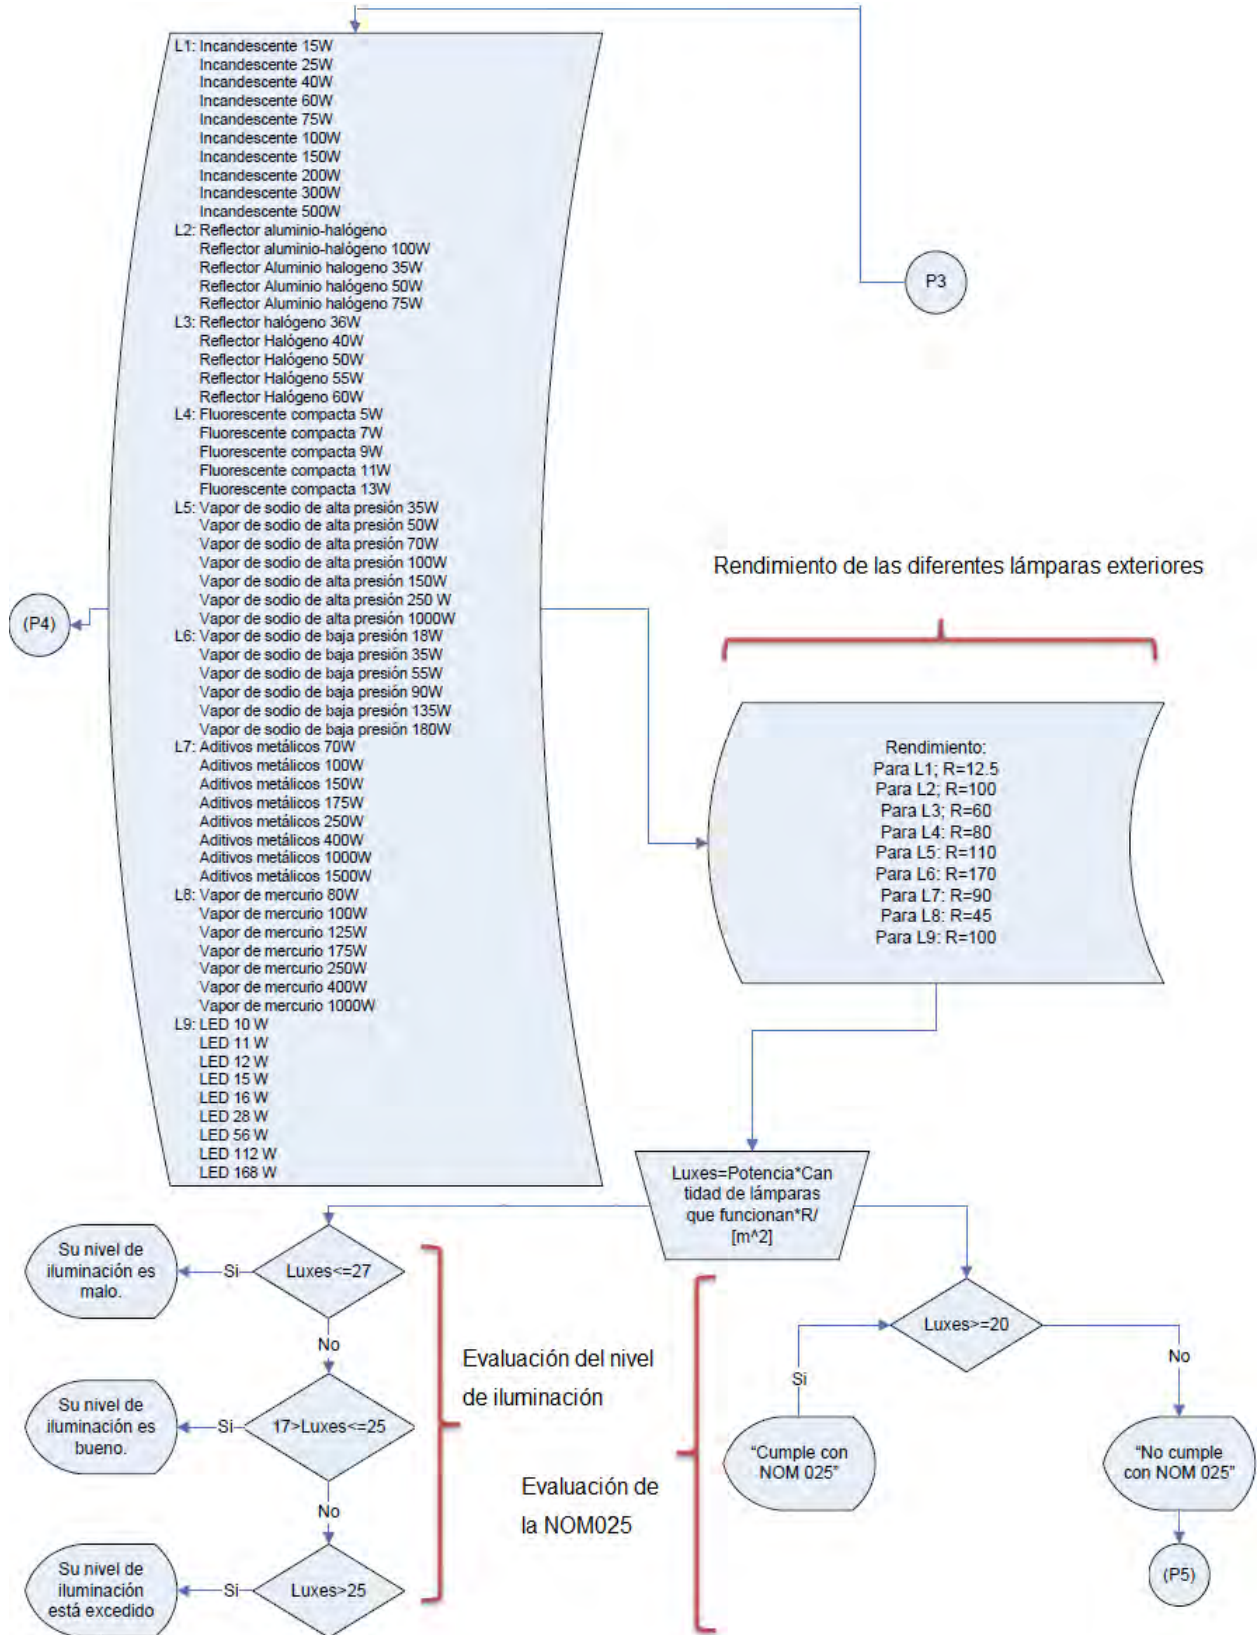 L1: Incandescente 15W
Incandescente 25W
Incandescente 40W
Incandescente 60W
Incandescente 75W
Incandescente 100W
Incandescente 150W
Incandescente 200W
Incandescente 300W
Incandescente 500W
L2: Reflector aluminio-halógeno
Reflector aluminio-halógeno 100W
Reflector Aluminio halogeno 35W
Reflector Aluminio halógeno 50W
Reflector Aluminio halógeno 75W
L3: Reflector halógeno 36W
Reflector Halógeno 40W
Reflector Halógeno 50W
Reflector Halógeno 55W
Reflector Halógeno 60W
L4: Fluorescente compacta 5W
Fluorescente compacta 7W
Fluorescente compacta 9W
Fluorescente compacta 11W
Fluorescente compacta 13W
L5: Vapor de sodio de alta presión 35W
Vapor de sodio de alta presión 50W
Vapor de sodio de alta presión 70W
Vapor de sodio de alta presión 100W
Vapor de sodio de alta presión 150W
Vapor de sodio de alta presión 250 W
Vapor de sodio de alta presión 1000W
L6: Vapor de sodio de baja presión 18W
Vapor de sodio de baja presión 35W
Vapor de sodio de baja presión 55W
Vapor de sodio de baja presión 90W
Vapor de sodio de baja presión 135W
Vapor de sodio de baja presión 180W
L7: Aditivos metálicos 70W
Aditivos metálicos 100W
Aditivos metálicos 150W
Aditivos metálicos 175W
Aditivos metálicos 250W
Aditivos metálicos 400W
Aditivos metálicos 1000W
Aditivos metálicos 1500W
L8: Vapor de mercurio 80W
Vapor de mercurio 100W
Vapor de mercurio 125W
Vapor de mercurio 175W
Vapor de mercurio 250W
Vapor de mercurio 400W
Vapor de mercurio 1000W
L9: LED 10 W
LED 11 W
LED 12 W
LED 15 W
LED 16 W
LED 28 W
LED 56 W
LED 112 W
LED 168 W
P3
(P4)
Rendimiento de las diferentes lámparas exteriores
Rendimiento:
Para L1; R=12.5
Para L2; R=100
Para L3; R=60
Para L4: R=80
Para L5: R=110
Para L6: R=170
Para L7: R=90
Para L8: R=45
Para L9: R=100
Luxes=Potencia*Can
tidad de lámparas
que funcionan*R/
[m^2]
Su nivel de
iluminación es
malo.
Si
Luxes<=27
No
Su nivel de
iluminación es
bueno.
Si
17>Luxes<=25
No
Su nivel de
iluminación
está excedido
Si
Luxes>25
Evaluación del nivel
de iluminación
Evaluación de
la NOM025
Luxes>=20
Si
No
“Cumple con
NOM 025”
“No cumple
con NOM 025”
(P5)